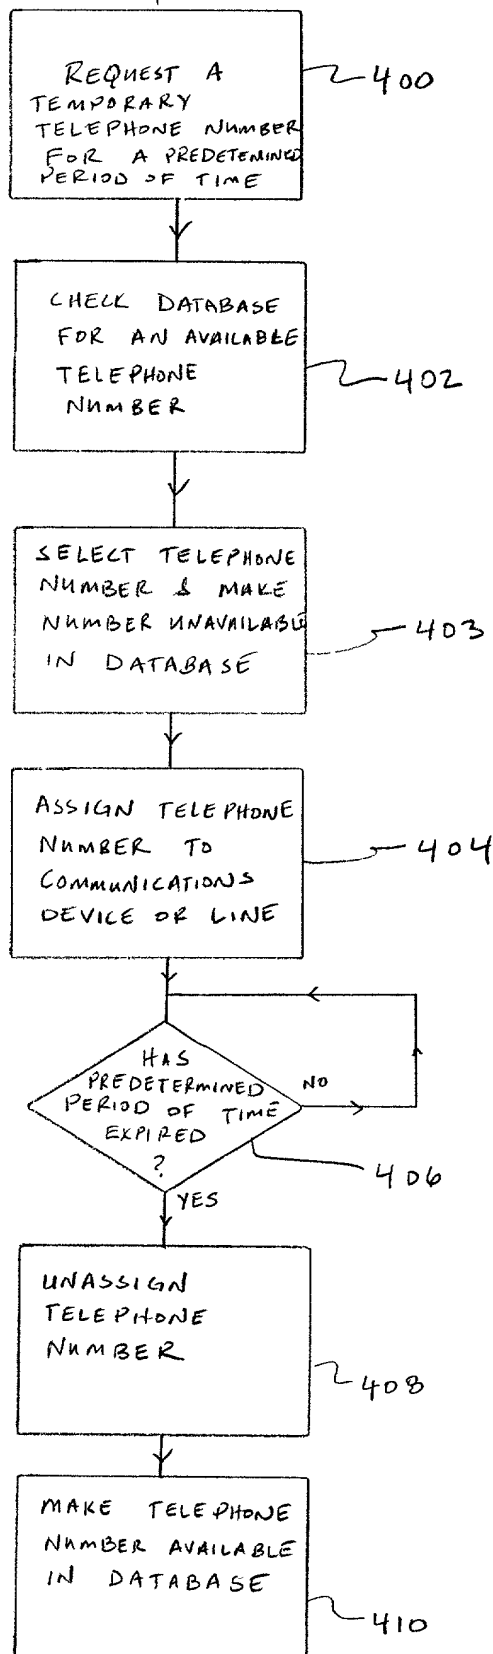 REQUEST A
TEMPORARY
TELEPHONE NUMBER
FOR A PREDETEMINED
PERIOD OF TIME
400
CHECK DATABASE
FOR AN AVAILABLE
TELEPHONE
NUMBER
402
SELECT TELEPHONE
NUMBER & MAKE
NUMBER UNAVAILABLE
IN DATABASE
403
ASSIGN TELEPHONE
NUMBER TO
COMMUNICATIONS
DEVICE OR LINE
404
HAS
PREDETERMINED
PERIOD OF TIME
EXPIRED
?
NO
406
YES
UNASSIGN
TELEPHONE
NUMBER
408
MAKE TELEPHONE
NUMBER AVAILABLE
IN DATABASE
410